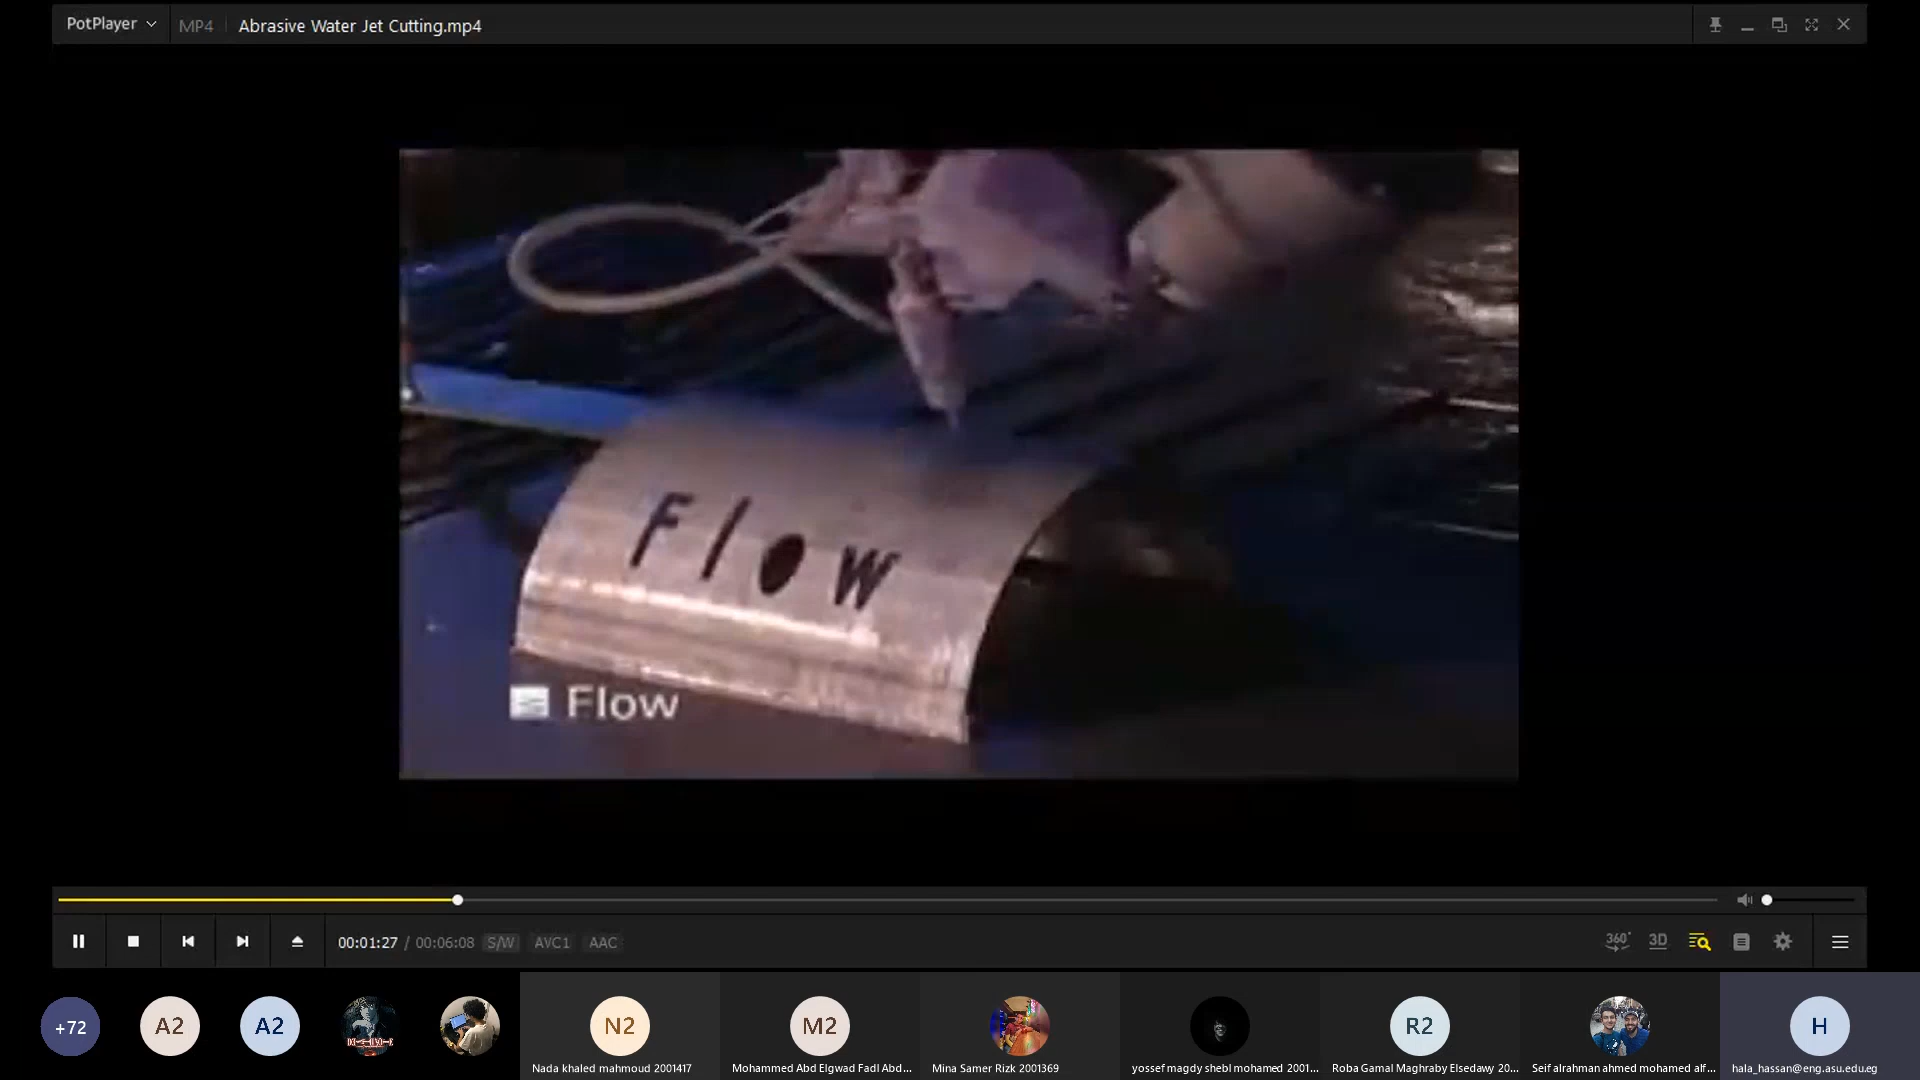 PotPlayer MP4 Abrasive Water Jet Cutting.mp4
Flow
Flow
00:01:27 / 00:06:08 S/W AVC1 AAC
360° 3D
+72 A2 A2 N2 M2 R2 H
Nada khaled mahmoud 2001417 Mohammed Abd Elgwad Fadl Abd... Mina Samer Rizk 2001369 yossef magdy shebl mohamed 2001... Roba Gamal Maghraby Elsedawy 20... Seif alrahman ahmed mohamed alf... hala_hassan@eng.asu.edu.eg